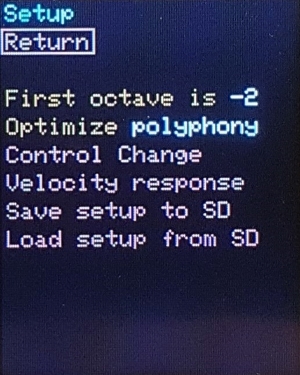 Setup
Return
First octave is -2
Optimize polyphony
Control Change
Velocity response
Save setup to SD
Load setup from SD